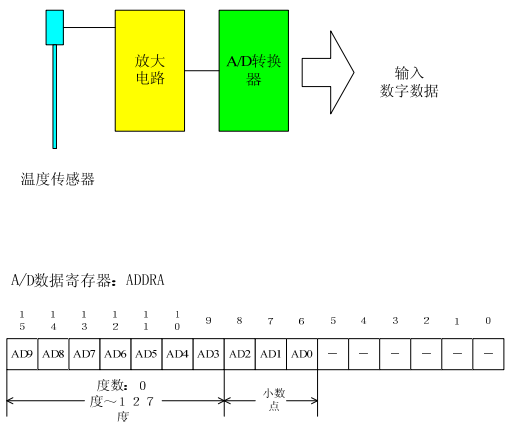 放大
电路
A/D转换
器
输入
数字数据
温度传感器
A/D数据寄存器: ADDRA
15 14 13 12 11 10 9 8 7 6 5 4 3 2 1 0
AD9 AD8 AD7 AD6 AD5 AD4 AD3 AD2 AD1 AD0 — — — — — —
度数: 0
度～127
度
小数
点